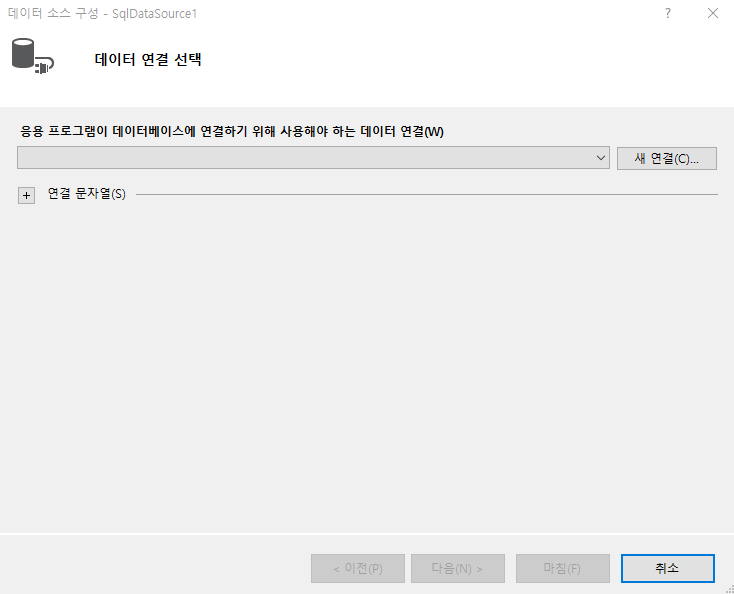 데이터 소스 구성 - SqlDataSource1
데이터 연결 선택
응용 프로그램이 데이터베이스에 연결하기 위해 사용해야 하는 데이터 연결(W)
새 연결(C)...
연결 문자열(S)
< 이전(P)
다음(N) >
마침(F)
취소